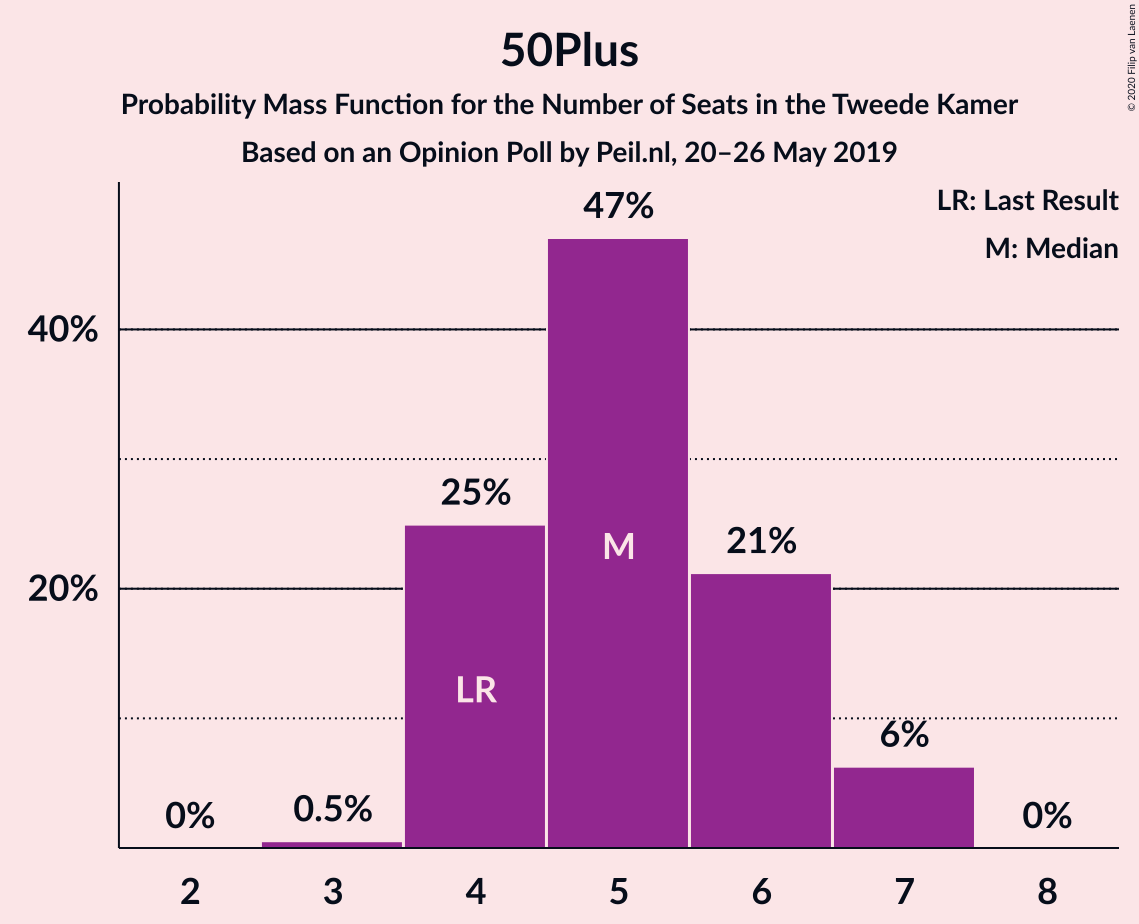 50Plus
Probability Mass Function for the Number of Seats in the Tweede Kamer
Based on an Opinion Poll by Peil.nl, 20–26 May 2019
© 2020 Filip van Laenen
LR: Last Result
M: Median
47%
40%
25%
M
21%
20%
LR
6%
0%
0.5%
0%
2 3 4 5 6 7 8